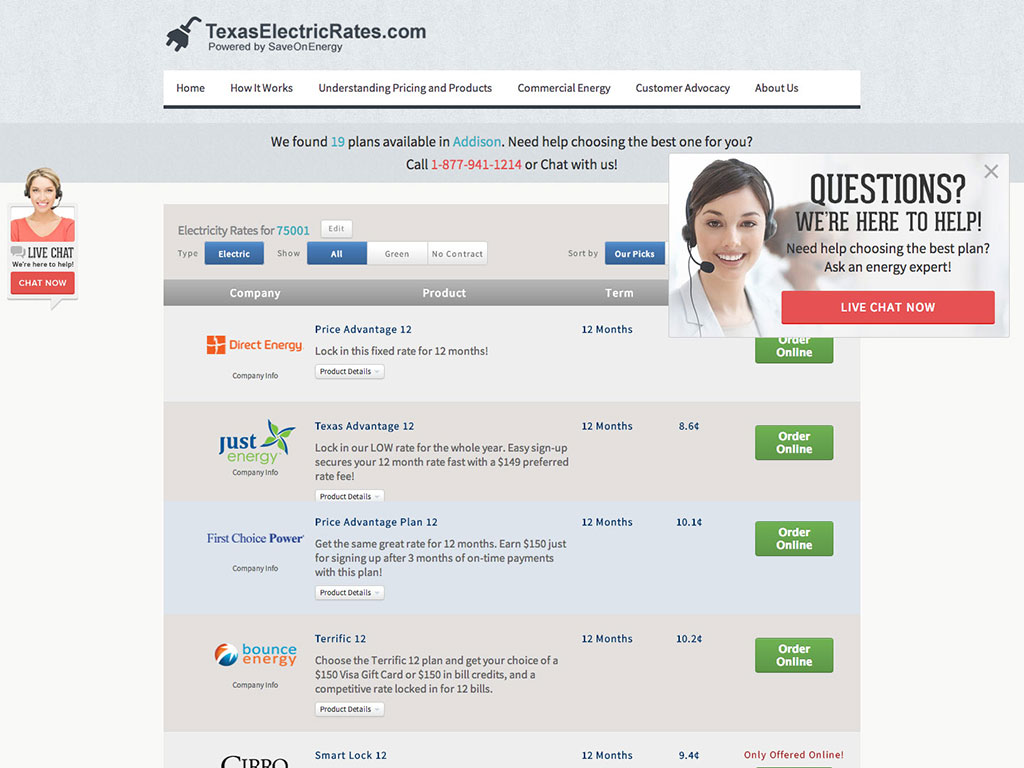 TexasElectricRates.com
Powered by SaveOnEnergy
Home How It Works Understanding Pricing and Products Commercial Energy Customer Advocacy About Us
We found 19 plans available in Addison. Need help choosing the best one for you?
Call 1-877-941-1214 or Chat with us!
LIVE CHAT
We're here to help!
CHAT NOW
QUESTIONS?
WE'RE HERE TO HELP!
Need help choosing the best plan?
Ask an energy expert!
LIVE CHAT NOW
Electricity Rates for 75001 Edit
Type Electric Show All Green No Contract Sort by Our Picks
Company Product Term
Direct Energy
Company Info
Price Advantage 12 12 Months
Lock in this fixed rate for 12 months!
Product Details
Order
Online
just
energy
Company Info
Texas Advantage 12 12 Months 8.6¢
Lock in our LOW rate for the whole year. Easy sign-up
secures your 12 month rate fast with a $149 preferred
rate fee!
Product Details
Order
Online
First Choice Power
Company Info
Price Advantage Plan 12 12 Months 10.1¢
Get the same great rate for 12 months. Earn $150 just
for signing up after 3 months of on-time payments
with this plan!
Product Details
Order
Online
bounce
energy
Company Info
Terrific 12 12 Months 10.2¢
Choose the Terrific 12 plan and get your choice of a
$150 Visa Gift Card or $150 in bill credits, and a
competitive rate locked in for 12 bills.
Product Details
Order
Online
CIRRO
Smart Lock 12 12 Months 9.4¢ Only Offered Online!